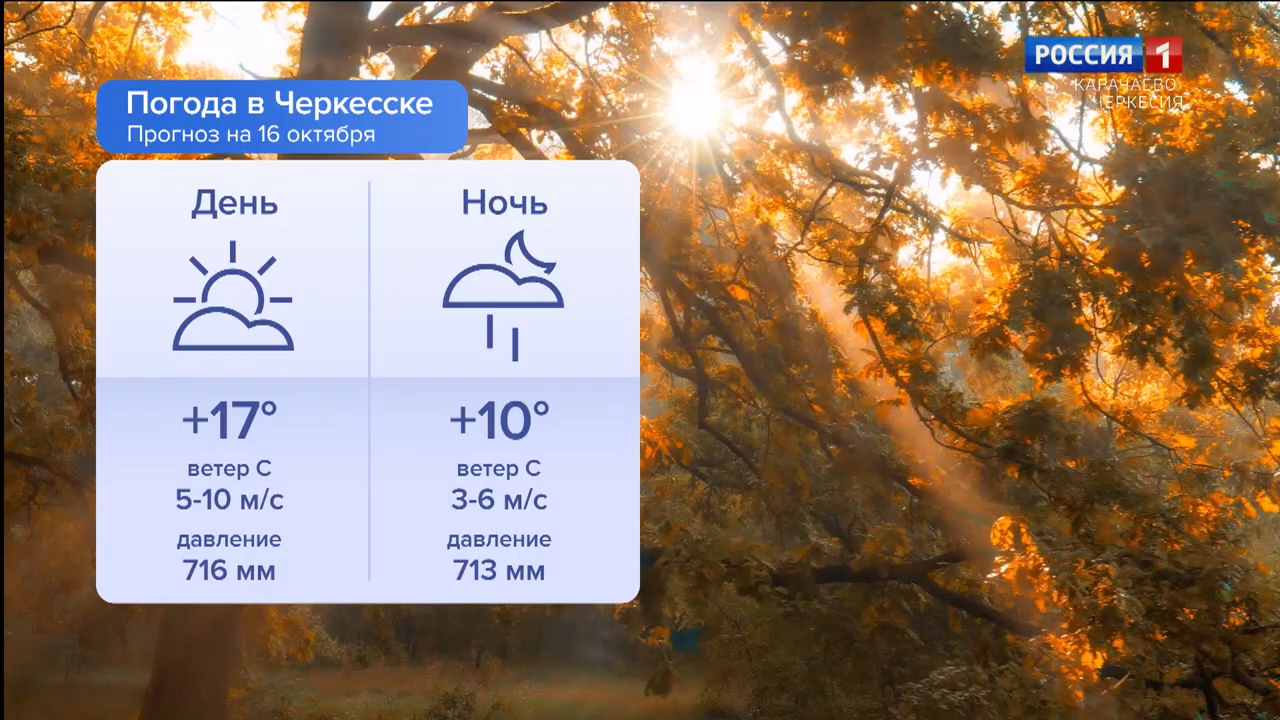 РОССИЯ 1
КАРАЧАЕВО
ЧЕРКЕСИЯ
Погода в Черкесске
Прогноз на 16 октября
День
Ночь
+17°
+10°
ветер С
ветер С
5-10 м/с
3-6 м/с
давление
давление
716 мм
713 мм